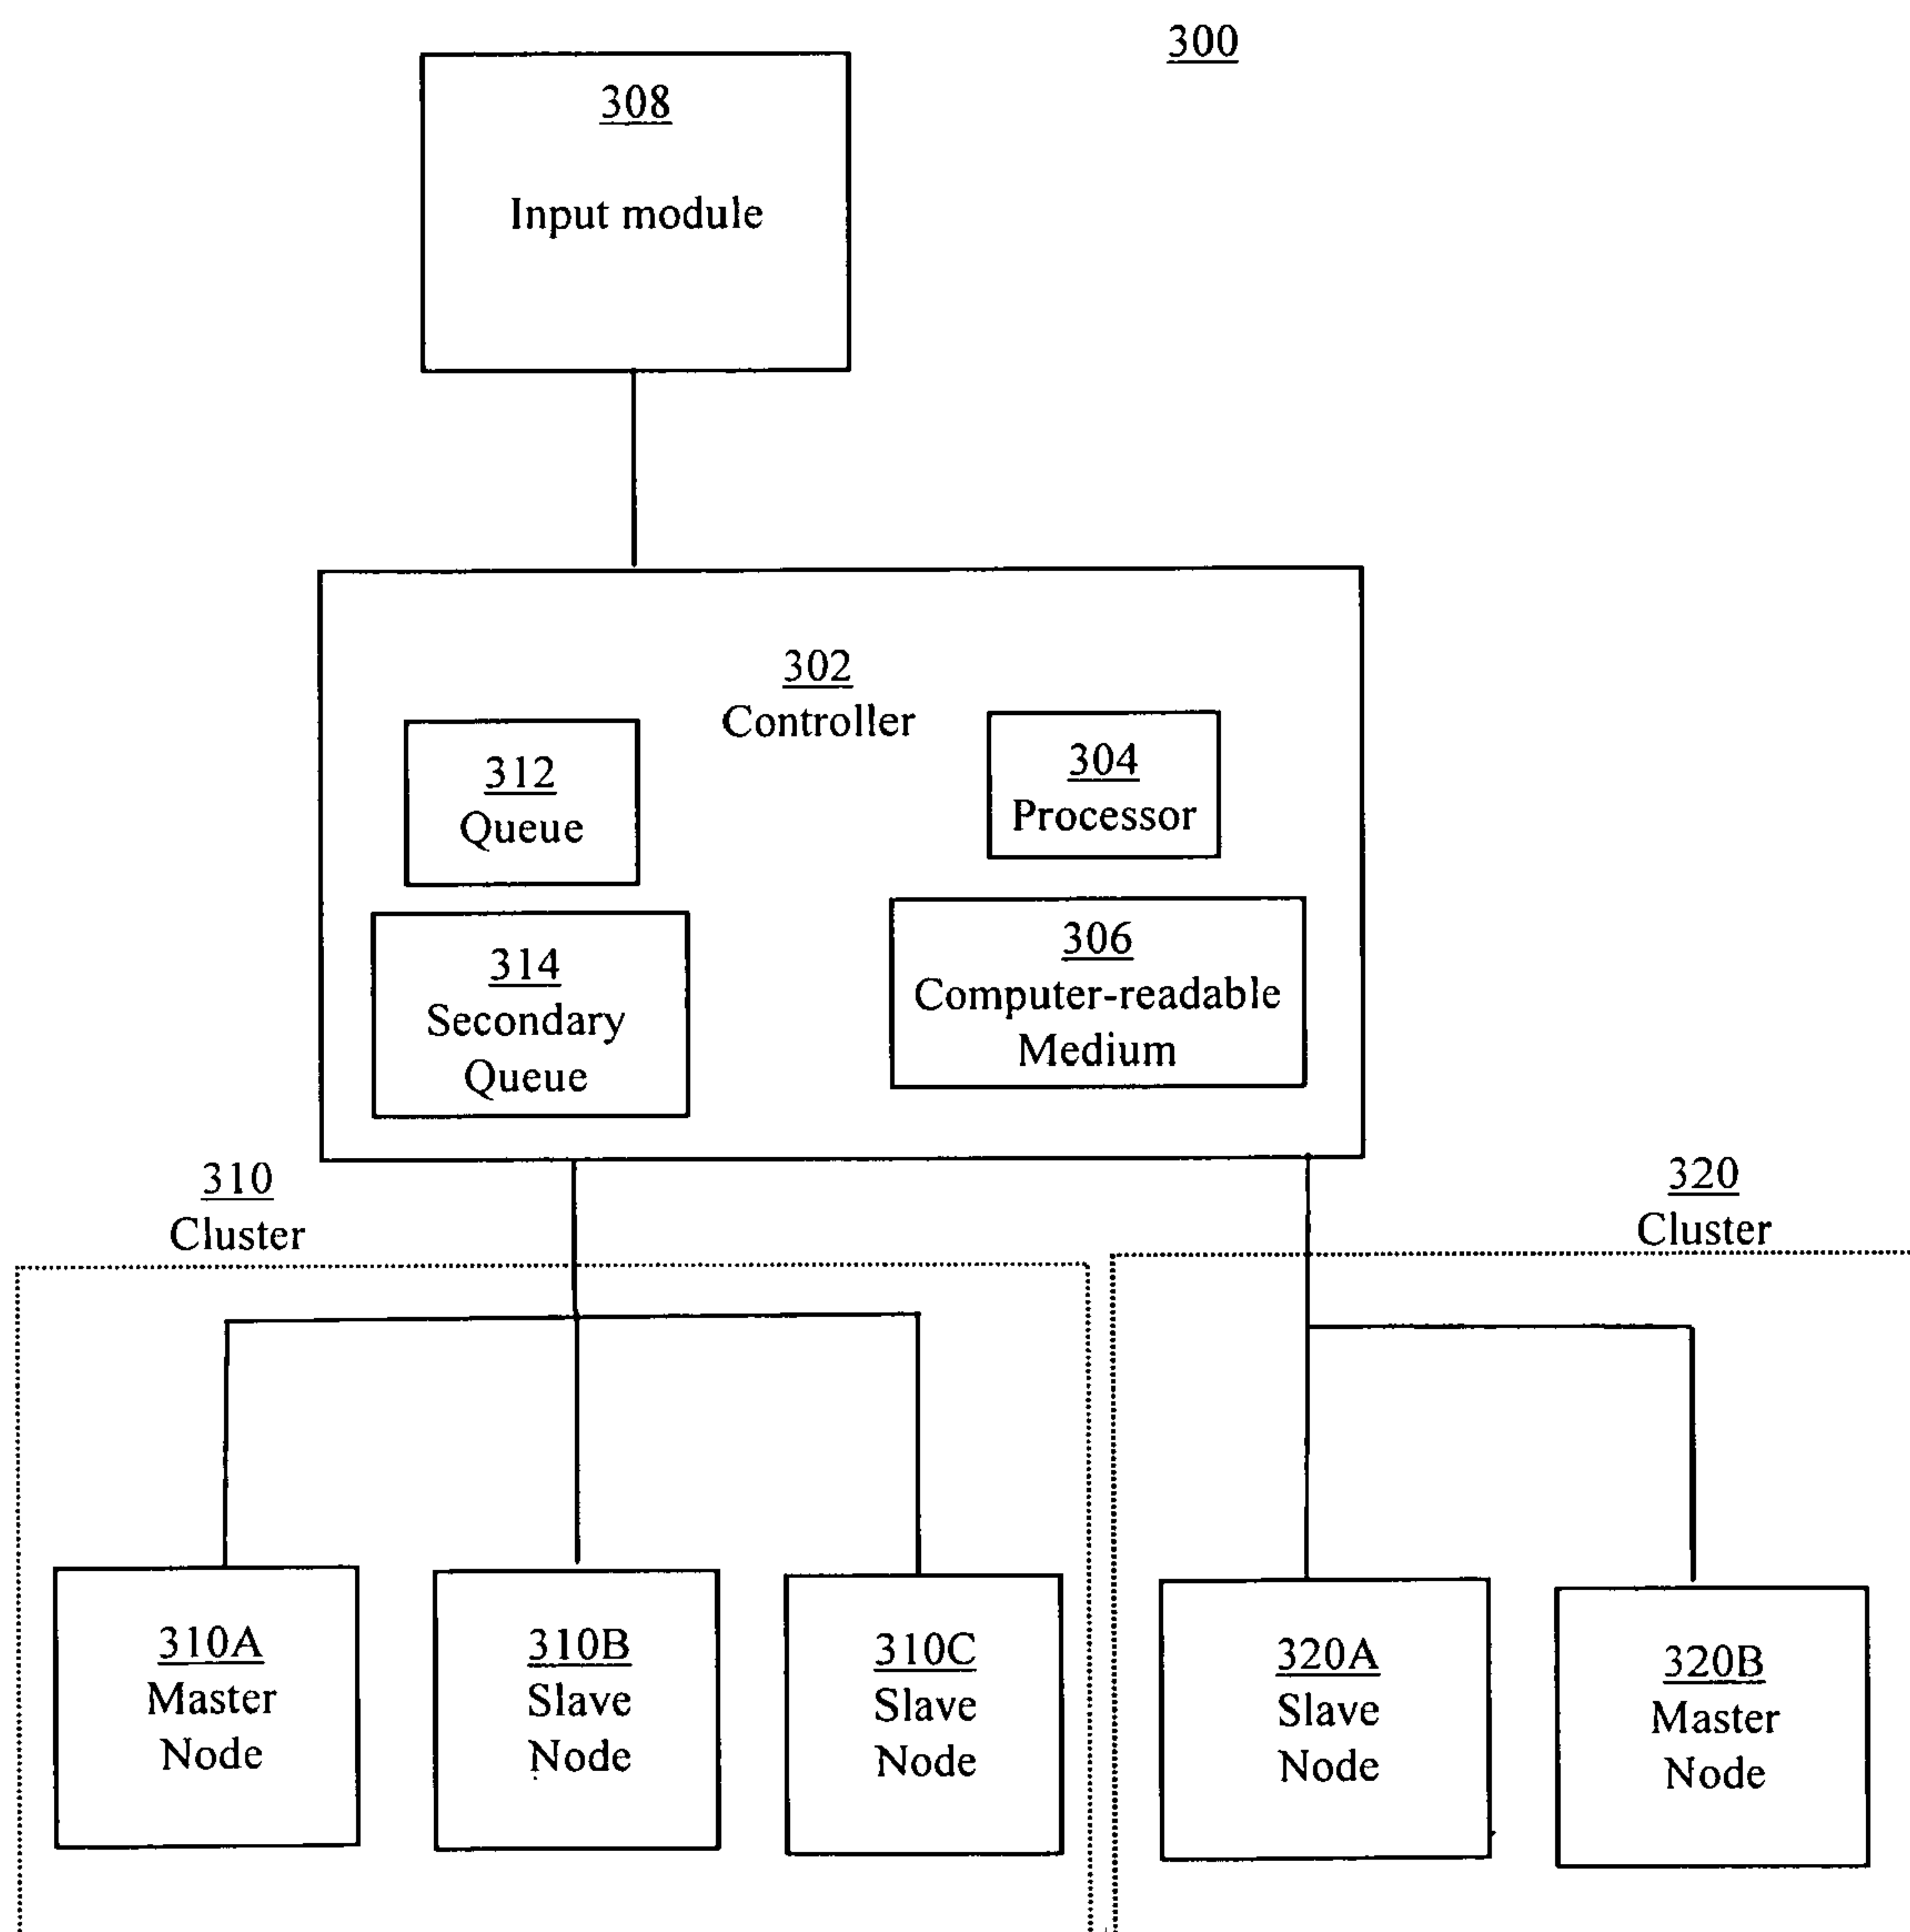 300
308
Input module
302
Controller
312
Queue
304
Processor
314
Secondary
Queue
306
Computer-readable
Medium
310
Cluster
320
Cluster
310A
Master
Node
310B
Slave
Node
310C
Slave
Node
320A
Slave
Node
320B
Master
Node